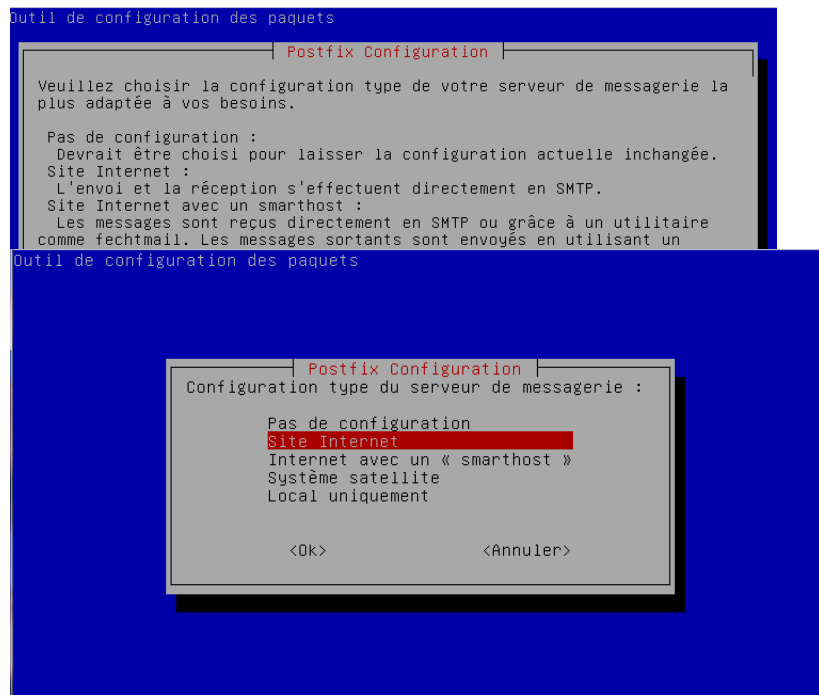 Outil de configuration des paquets
Postfix Configuration
Veuillez choisir la configuration type de votre serveur de messagerie la
plus adaptée à vos besoins.
Pas de configuration :
Devrait être choisi pour laisser la configuration actuelle inchangée.
Site Internet :
L'envoi et la réception s'effectuent directement en SMTP.
Site Internet avec un smarthost :
Les messages sont reçus directement en SMTP ou grâce à un utilitaire
comme fechtmail. Les messages sortants sont envoyés en utilisant un
Outil de configuration des paquets
Postfix Configuration
Configuration type du serveur de messagerie :
Pas de configuration
Site Internet
Internet avec un « smarthost »
Système satellite
Local uniquement
<Ok> <Annuler>